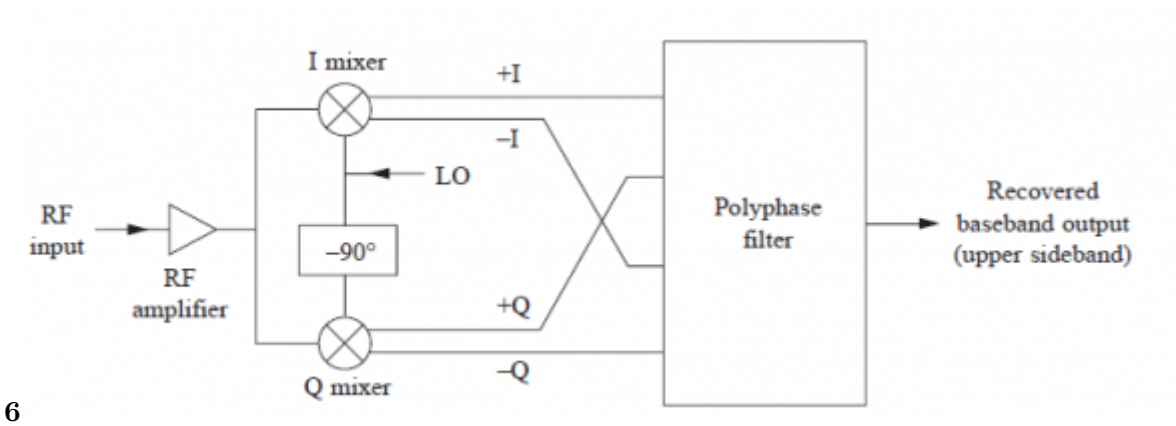 I mixer
+I
–I
LO
RF
input
RF
amplifier
–90°
+Q
–Q
Q mixer
Polyphase
filter
Recovered
baseband output
(upper sideband)
6